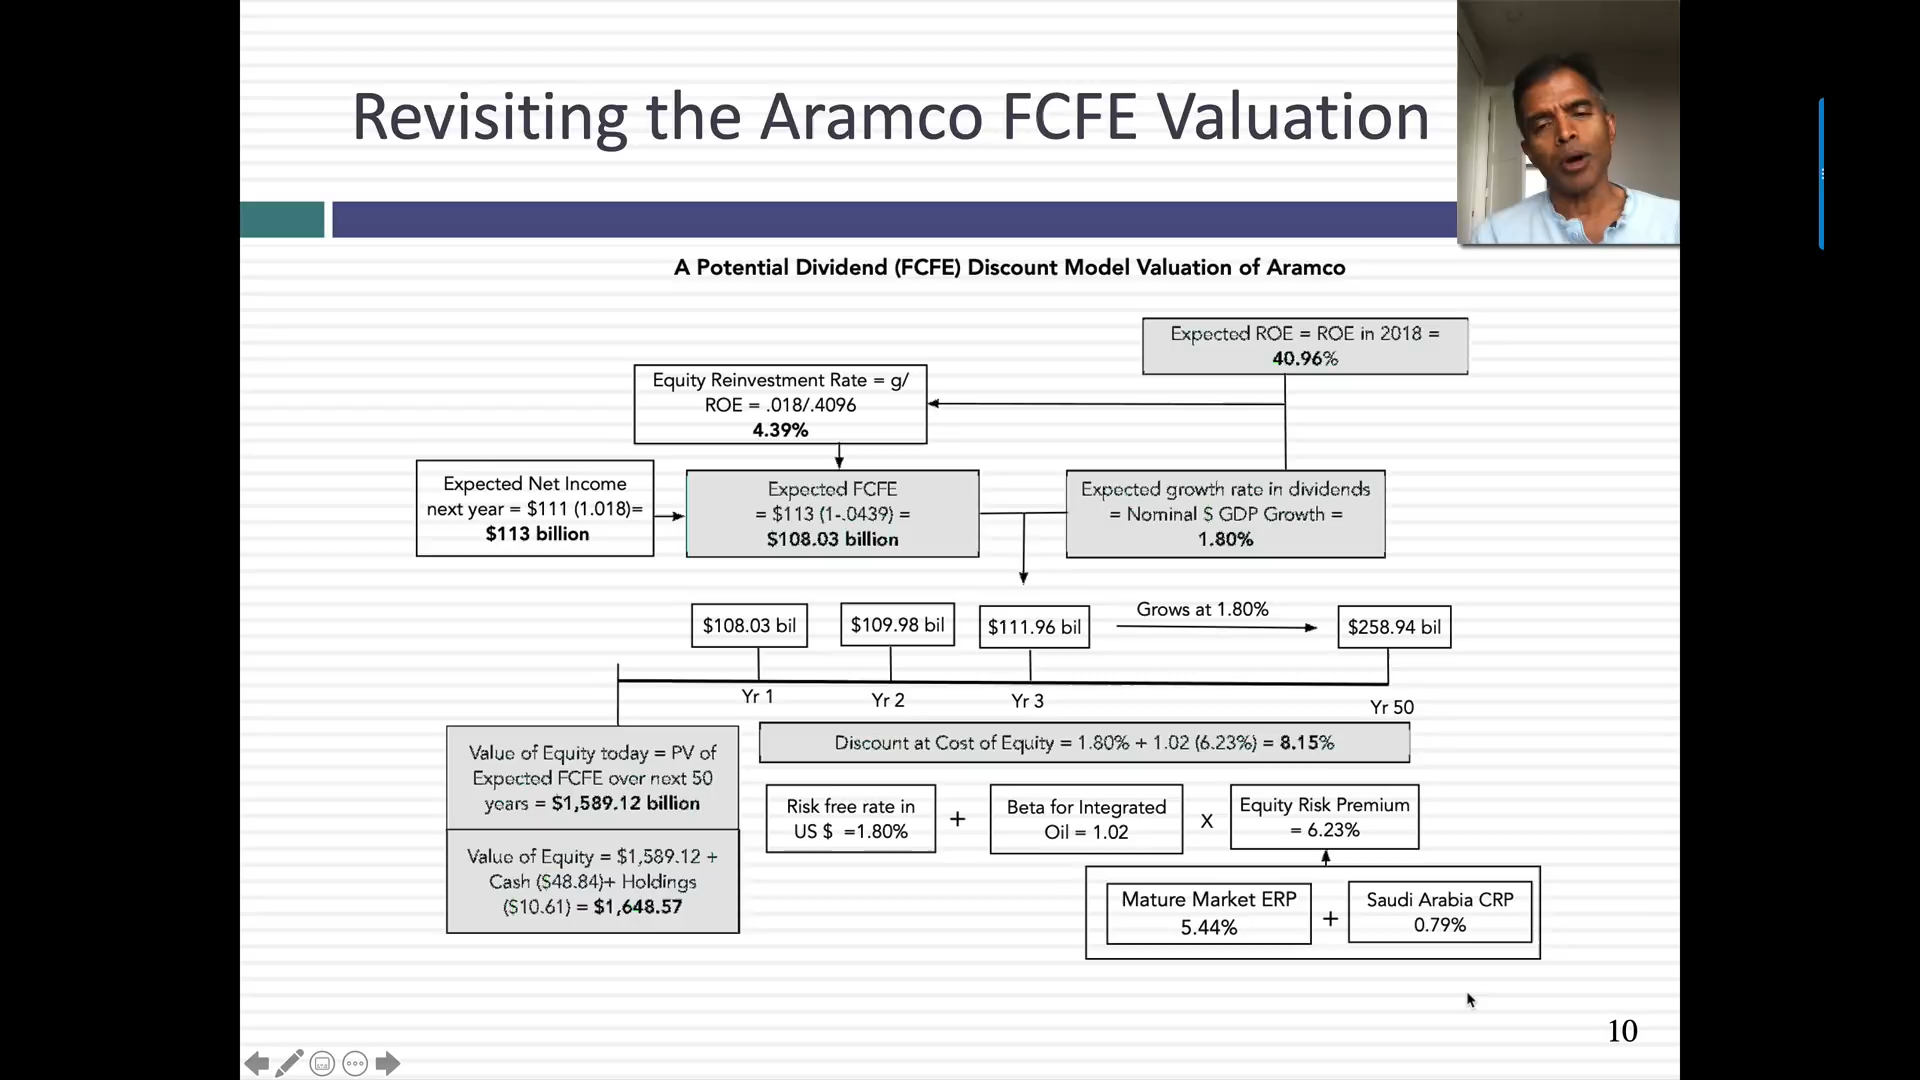 Revisiting the Aramco FCFE Valuation
A Potential Dividend (FCFE) Discount Model Valuation of Aramco
Expected ROE = ROE in 2018 =
40.96%
Equity Reinvestment Rate = g/
ROE = .018/.4096
4.39%
Expected Net Income
next year = $111 (1.018)=
$113 billion
Expected FCFE
= $113 (1-.0439) =
$108.03 billion
Expected growth rate in dividends
= Nominal $ GDP Growth =
1.80%
$108.03 bil
$109.98 bil
$111.96 bil
Grows at 1.80%
$258.94 bil
Yr 1
Yr 2
Yr 3
Yr 50
Value of Equity today = PV of
Expected FCFE over next 50
years = $1,589.12 billion
Discount at Cost of Equity = 1.80% + 1.02 (6.23%) = 8.15%
Risk free rate in
US $ =1.80%
+
Beta for Integrated
Oil = 1.02
X
Equity Risk Premium
= 6.23%
Value of Equity = $1,589.12 +
Cash ($48.84)+ Holdings
($10.61) = $1,648.57
Mature Market ERP
5.44%
+
Saudi Arabia CRP
0.79%
10